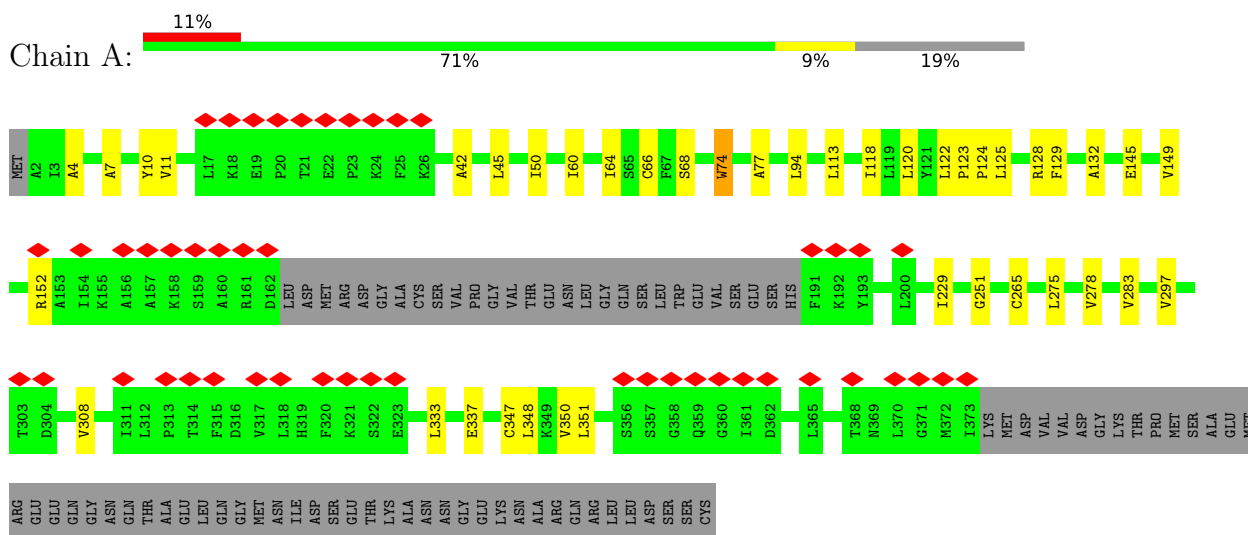 11%
Chain A:
71% 9% 19%
MET A2 I3 A4 A7 Y10 V11 L17 K18 E19 P20 T21 E22 P23 K24 F25 K26 A42 L45 I50 I60 I64 S65 C66 F67 S68 W74 A77 L94 L113 I118 L119 L120 Y121 L122 P123 P124 L125 R128 F129 A132 E145 V149
R152 A153 I154 K155 A156 A157 K158 S159 A160 R161 D162 LEU ASP MET ARG ASP GLY ALA CYS SER VAL PRO GLY VAL THR GLU ASN LEU GLY GLN SER LEU TRP GLU VAL SER GLU SER HIS F191 K192 Y193 L200 I229 G251 C265 L275 V278 V283 V297
T303 D304 V308 I311 L312 P313 T314 F315 D316 V317 L318 H319 F320 K321 S322 E323 L333 E337 C347 L348 K349 V350 L351 S356 S357 G358 Q359 G360 I361 D362 L365 T368 N369 L370 G371 M372 I373 LYS MET ASP VAL VAL ASP GLY LYS THR PRO MET SER ALA GLU MET
ARG GLU GLU GLN GLY ASN GLN THR ALA GLU LEU GLN GLY MET ASN ILE ASP SER GLU THR LYS ALA ASN ASN GLY GLU LYS ASN ALA ARG GLN ARG LEU LEU ASP SER SER CYS